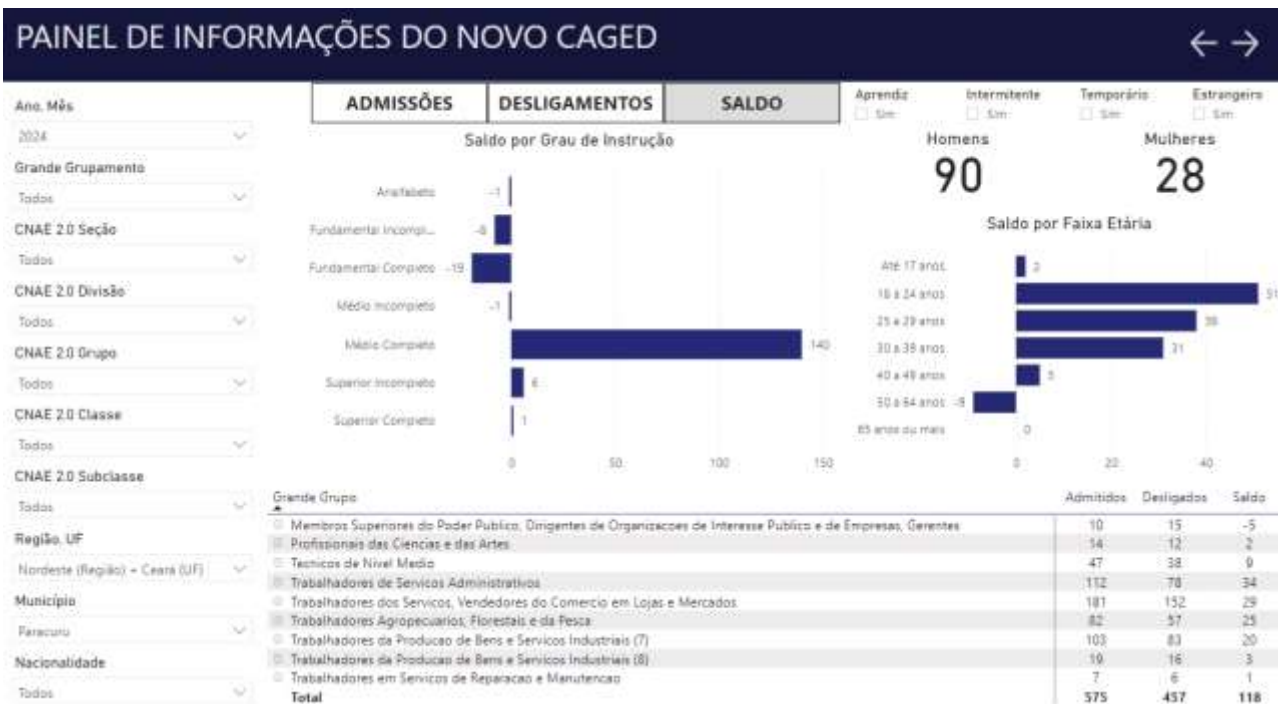 PAINEL DE INFORMAÇÕES DO NOVO CAGED
Ano, Mês
2024
Grande Grupamento
Todos
CNAE 2.0 Seção
Todos
CNAE 2.0 Divisão
Todos
CNAE 2.0 Grupo
Todos
CNAE 2.0 Classe
Todos
CNAE 2.0 Subclasse
Todos
Região, UF
Nordeste (Região) + Ceará (UF)
Município
Paracuru
Nacionalidade
Todos
ADMISSÕES DESLIGAMENTOS SALDO
Aprendiz Intermitente Temporário Estrangeiro
Sim Sim Sim Sim
Saldo por Grau de Instrução
Analfabeto -1
Fundamental Incompl...
Fundamental Completo -19
Médio Incompleto -1
Médio Completo 140
Superior Incompleto 6
Superior Completo 1
0 50 100 150
Homens Mulheres
90 28
Saldo por Faixa Etária
Até 17 anos
18 a 24 anos 51
25 a 29 anos
30 a 39 anos 31
40 a 49 anos 5
50 a 64 anos -9
65 anos ou mais 0
0 20 40
Grande Grupo Admitidos Desligados Saldo
Membros Superiores do Poder Publico, Dirigentes de Organizacoes de Interesse Publico e de Empresas, Gerentes 10 15 -5
Profissionais das Ciencias e das Artes 14 12 2
Tecnicos de Nivel Medio 47 38 9
Trabalhadores de Servicos Administrativos 112 78 34
Trabalhadores dos Servicos, Vendedores do Comercio em Lojas e Mercados 181 152 29
Trabalhadores Agropecuarios, Florestais e da Pesca 82 57 25
Trabalhadores da Producao de Bens e Servicos Industriais (7) 103 83 20
Trabalhadores da Producao de Bens e Servicos Industriais (8) 19 16 3
Trabalhadores em Servicos de Reparacao e Manutencao 7 6 1
Total 575 457 118